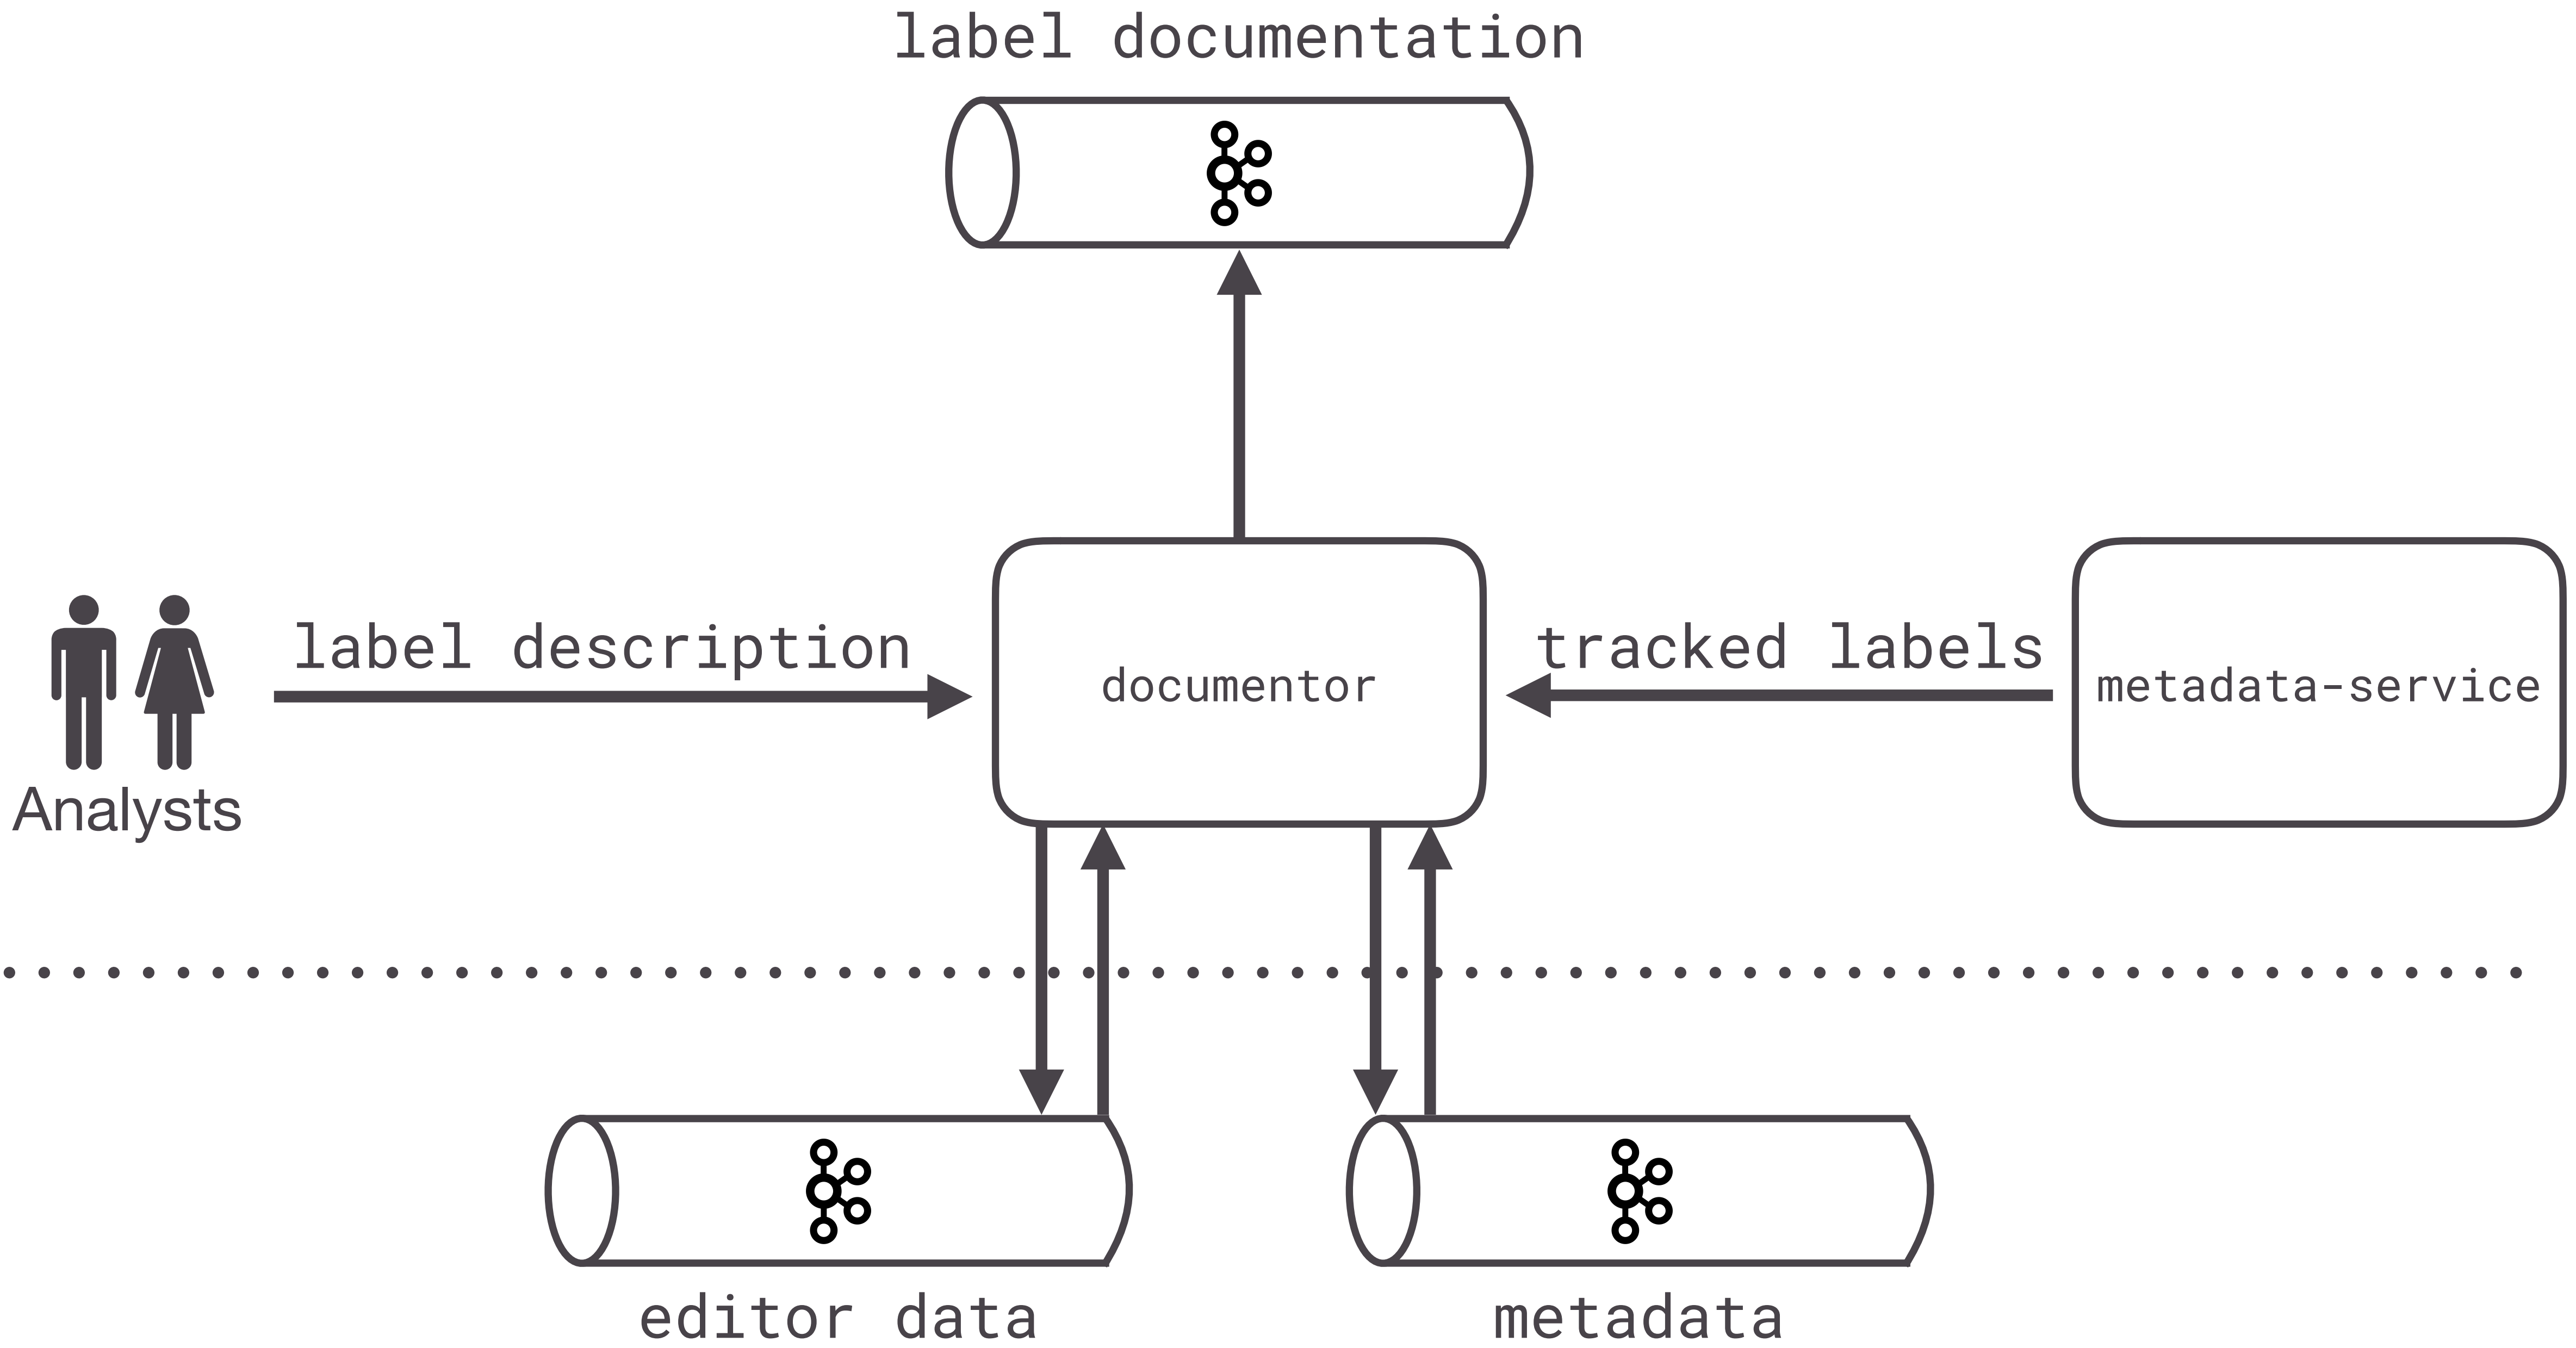 label documentation
label description
tracked labels
documentor
metadata-service
Analysts
editor data
metadata